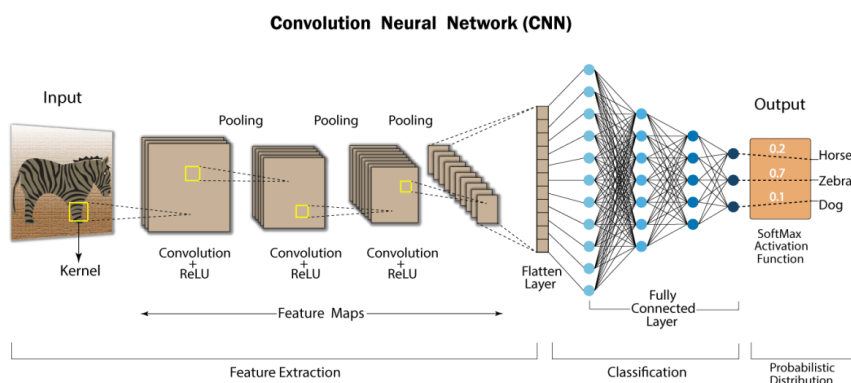 Convolution Neural Network (CNN)
Input
Kernel
Pooling
Pooling
Pooling
Convolution
+
ReLU
Convolution
+
ReLU
Convolution
+
ReLU
Feature Maps
Flatten
Layer
Fully
Connected
Layer
Output
0.2
0.7
0.1
Horse
Zebra
Dog
SoftMax
Activation
Function
Feature Extraction
Classification
Probabilistic
Distribution